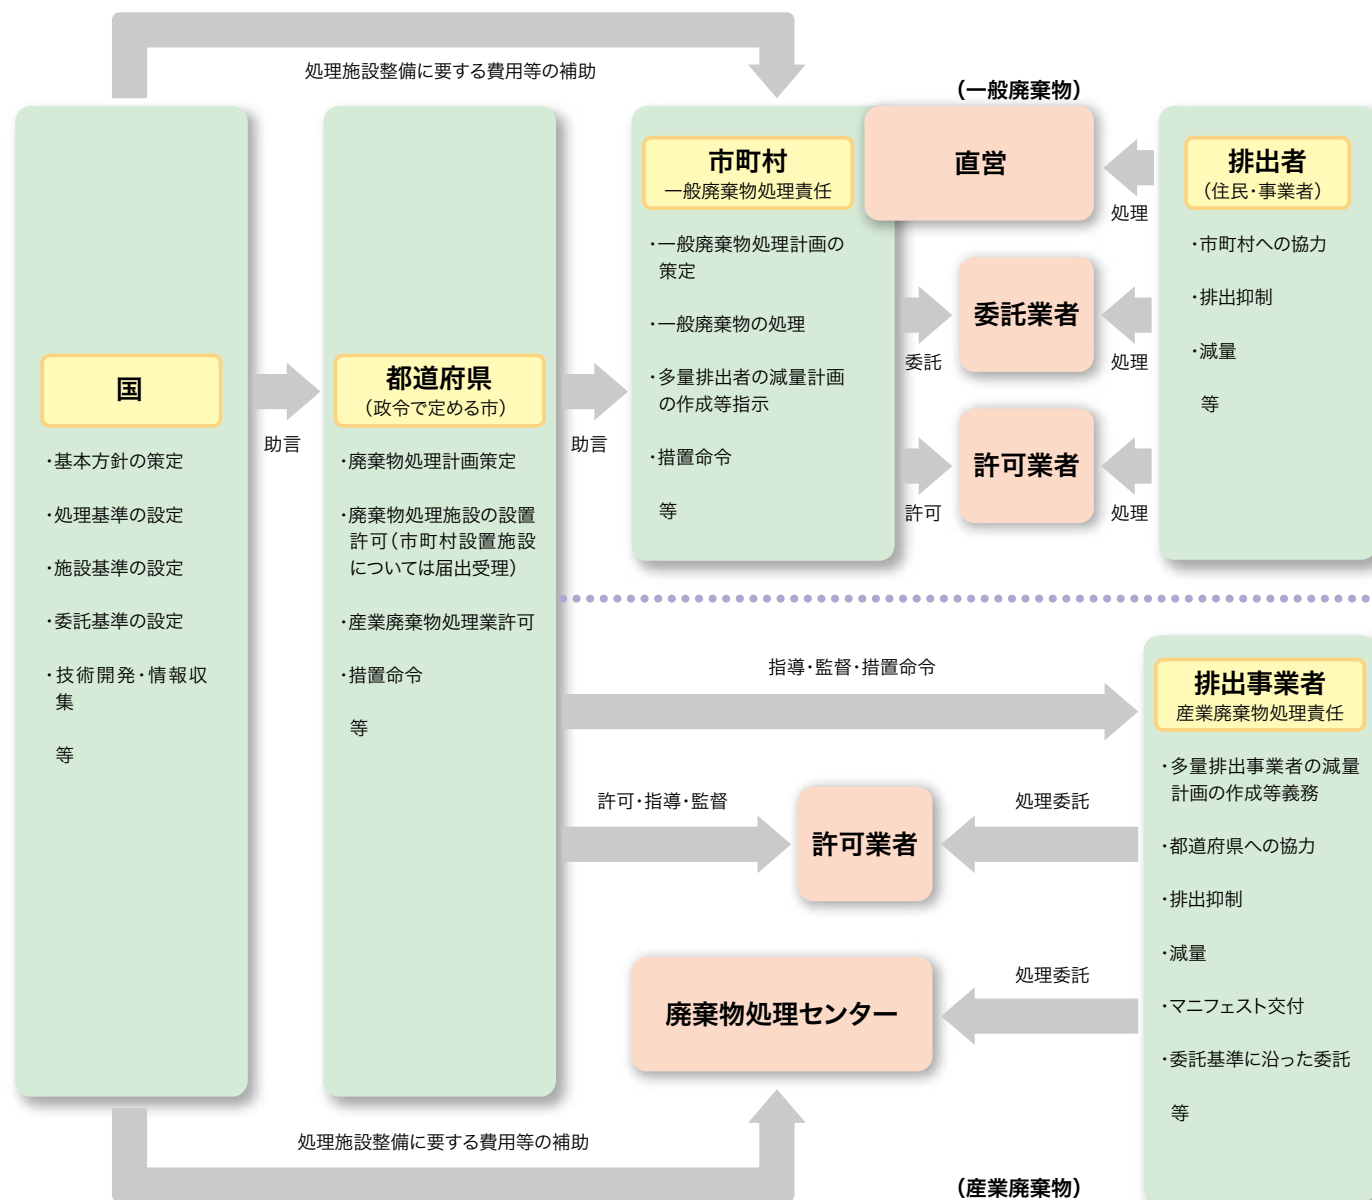 処理施設整備に要する費用等の補助
(一般廃棄物)
国
・基本方針の策定
・処理基準の設定
・施設基準の設定
・委託基準の設定
・技術開発・情報収
集
等
助言
都道府県
(政令で定める市)
・廃棄物処理計画策定
・廃棄物処理施設の設置
許可(市町村設置施設
については届出受理)
・産業廃棄物処理業許可
・措置命令
等
助言
市町村
一般廃棄物処理責任
・一般廃棄物処理計画の
策定
・一般廃棄物の処理
・多量排出者の減量計画
の作成等指示
・措置命令
等
直営
処理
委託
委託業者
処理
許可
許可業者
処理
排出者
(住民・事業者)
・市町村への協力
・排出抑制
・減量
等
指導・監督・措置命令
許可・指導・監督
許可業者
処理委託
廃棄物処理センター
処理委託
排出事業者
産業廃棄物処理責任
・多量排出事業者の減量
計画の作成等義務
・都道府県への協力
・排出抑制
・減量
・マニフェスト交付
・委託基準に沿った委託
等
処理施設整備に要する費用等の補助
(産業廃棄物)